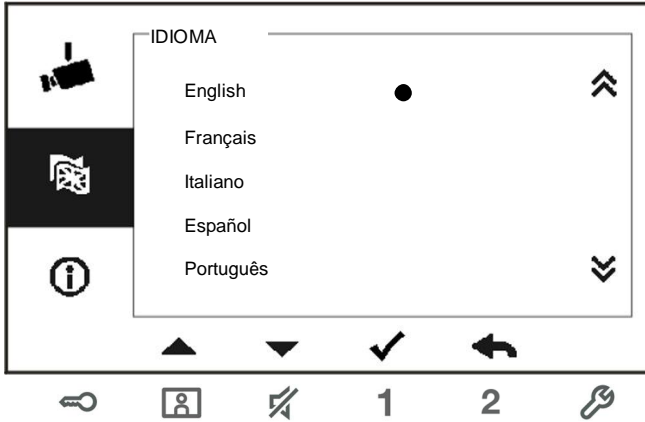 IDIOMA
English
Français
Italiano
Español
Português
1 2